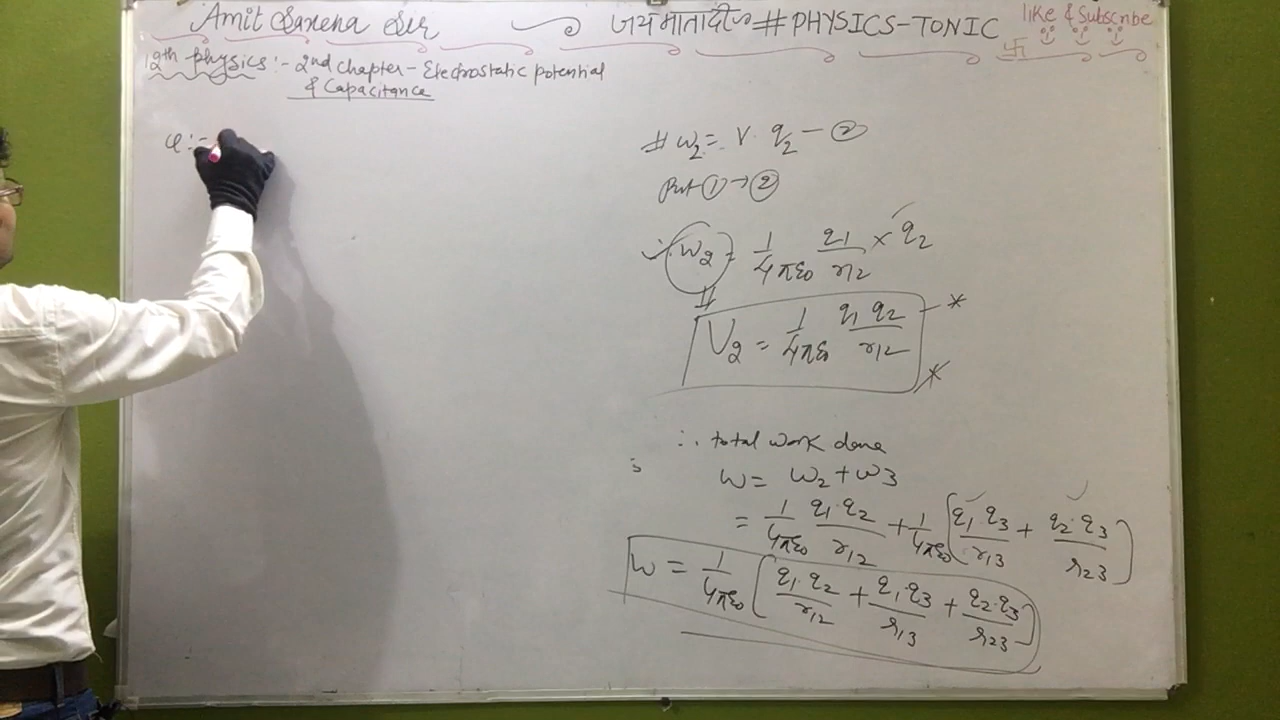 Amit Saxena Sir जय माता दी # PHYSICS-TONIC like & Subscribe
12th physics :- 2nd chapter - Electrostatic potential
& Capacitance
Q :-
# W₂ = V. q₂ - ②
Put ① → ②
∴ W₂ = 1/4πε₀ q₁/r₁₂ × q₂
U₂ = 1/4πε₀ q₁ q₂/r₁₂
∴ total work done
W = W₂ + W₃
= 1/4πε₀ q₁.q₂/r₁₂ + 1/4πε₀ [q₁.q₃/r₁₃ + q₂.q₃/r₂₃]
W = 1/4πε₀ [q₁.q₂/r₁₂ + q₁.q₃/r₁₃ + q₂.q₃/r₂₃]